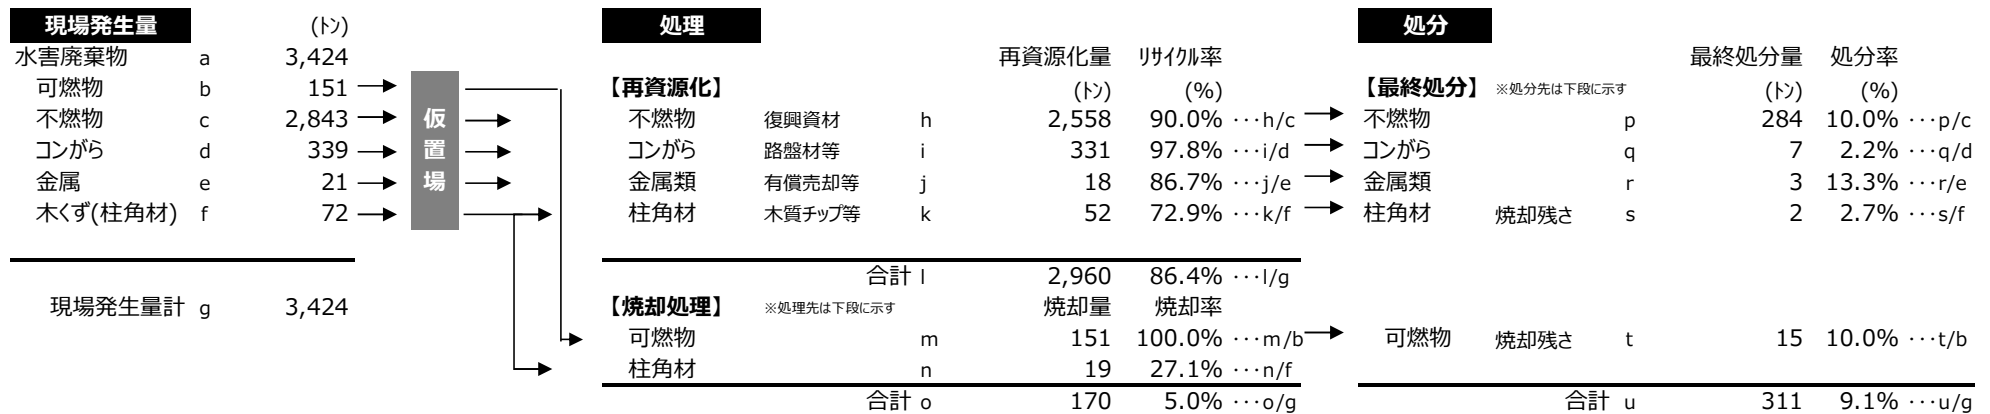 現場発生量 (トン) 処理 処分
水害廃棄物 a 3,424 再資源化量 リサイクル率 最終処分量 処分率
可燃物 b 151 【再資源化】 (トン) (%) 【最終処分】 ※処分先は下段に示す (トン) (%)
不燃物 c 2,843 不燃物 復興資材 h 2,558 90.0% ･･･h/c 不燃物 p 284 10.0% ･･･p/c
コンがら d 339 コンがら 路盤材等 i 331 97.8% ･･･i/d コンがら q 7 2.2% ･･･q/d
金属 e 21 金属類 有償売却等 j 18 86.7% ･･･j/e 金属類 r 3 13.3% ･･･r/e
木くず(柱角材) f 72 柱角材 木質チップ等 k 52 72.9% ･･･k/f 柱角材 焼却残さ s 2 2.7% ･･･s/f
仮置場
合計 l 2,960 86.4% ･･･l/g
現場発生量計 g 3,424 【焼却処理】 ※処理先は下段に示す 焼却量 焼却率
可燃物 m 151 100.0% ･･･m/b 可燃物 焼却残さ t 15 10.0% ･･･t/b
柱角材 n 19 27.1% ･･･n/f
合計 o 170 5.0% ･･･o/g 合計 u 311 9.1% ･･･u/g